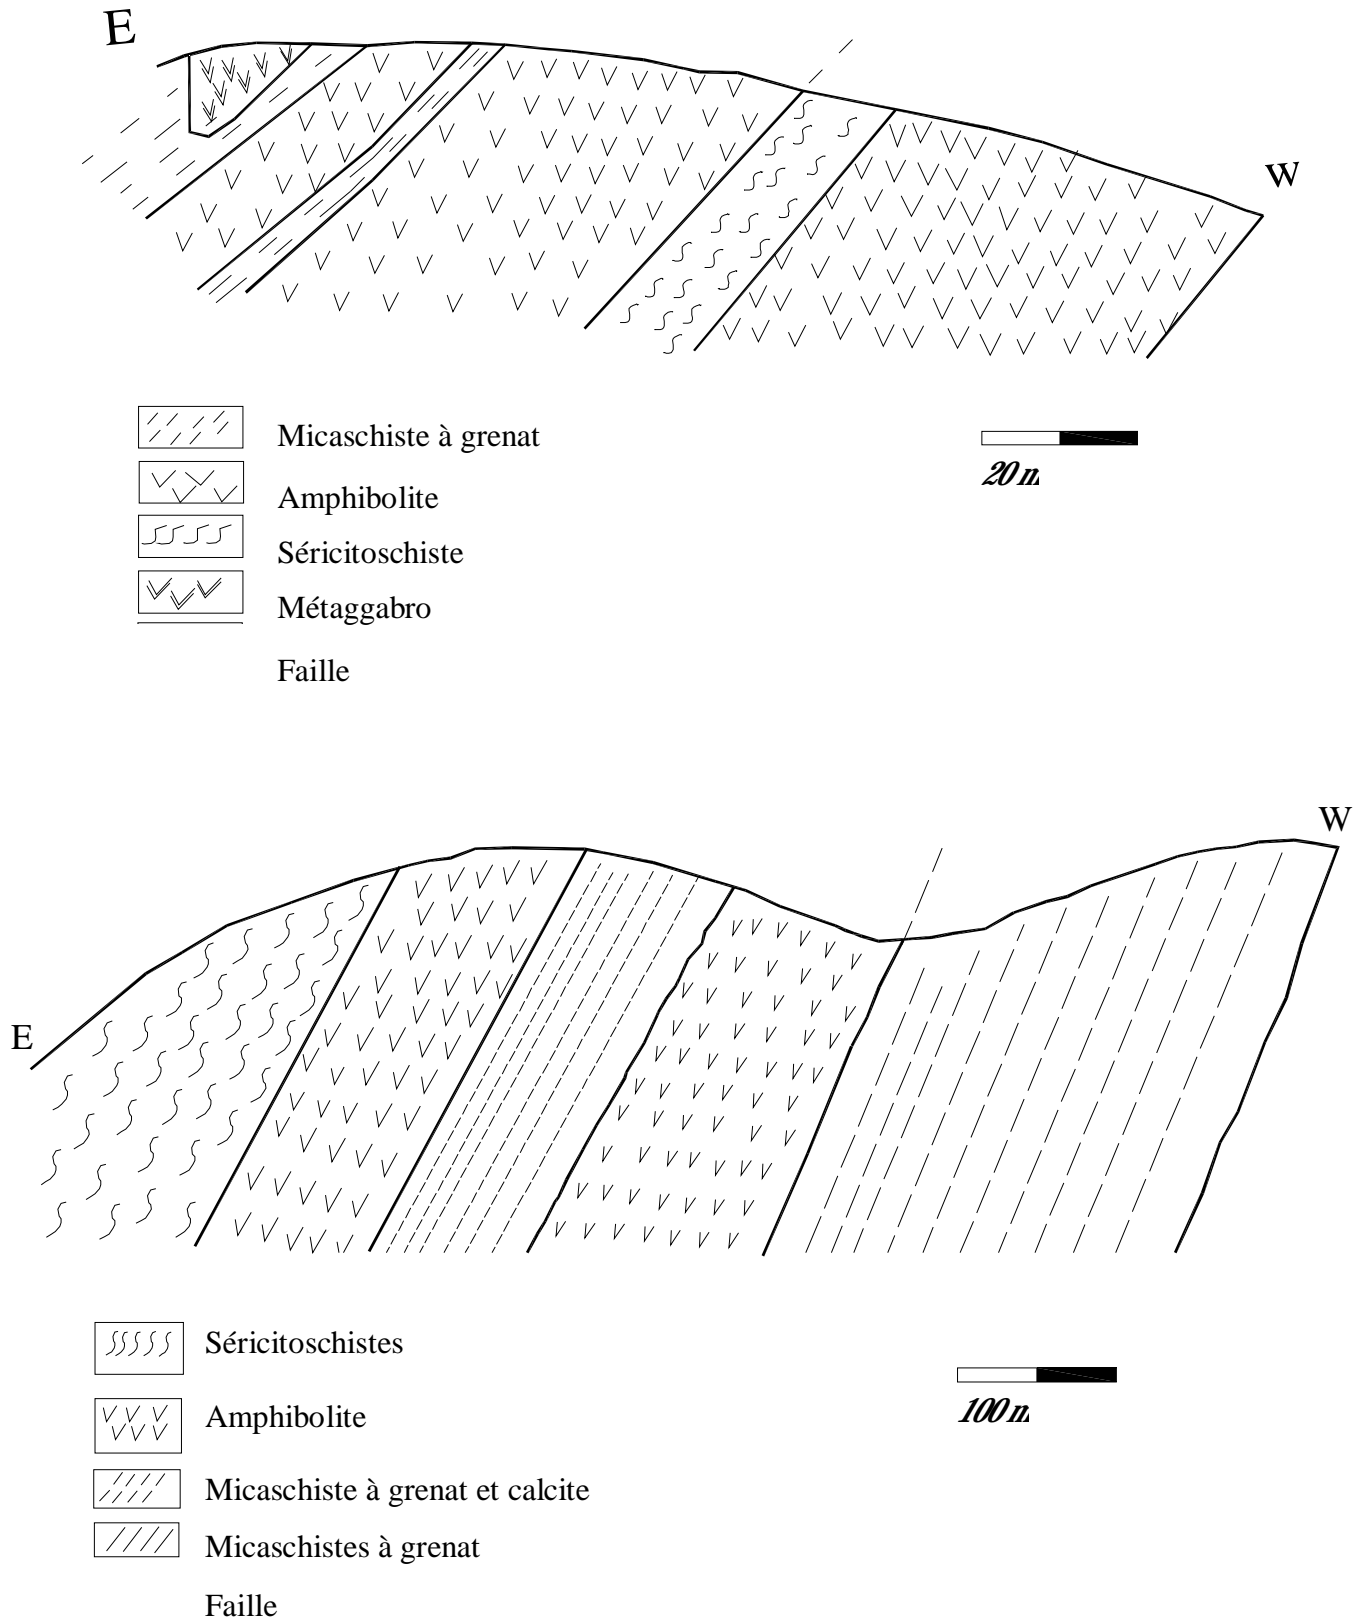 E
W
Micaschiste à grenat
20 m
Amphibolite
Séricitoschiste
Métaggabro
Faille
W
E
Séricitoschistes
Amphibolite
100 m
Micaschiste à grenat et calcite
Micaschistes à grenat
Faille